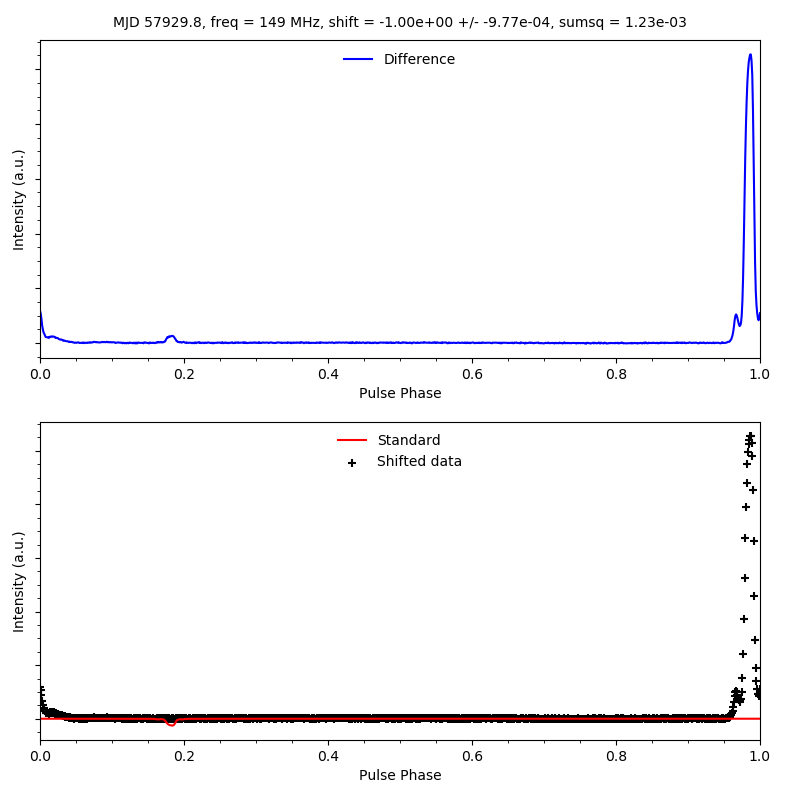 MJD 57929.8, freq = 149 MHz, shift = -1.00e+00 +/- -9.77e-04, sumsq = 1.23e-03
Difference
Intensity (a.u.)
0.0 0.2 0.4 0.6 0.8 1.0
Pulse Phase
Standard
Shifted data
Intensity (a.u.)
0.0 0.2 0.4 0.6 0.8 1.0
Pulse Phase